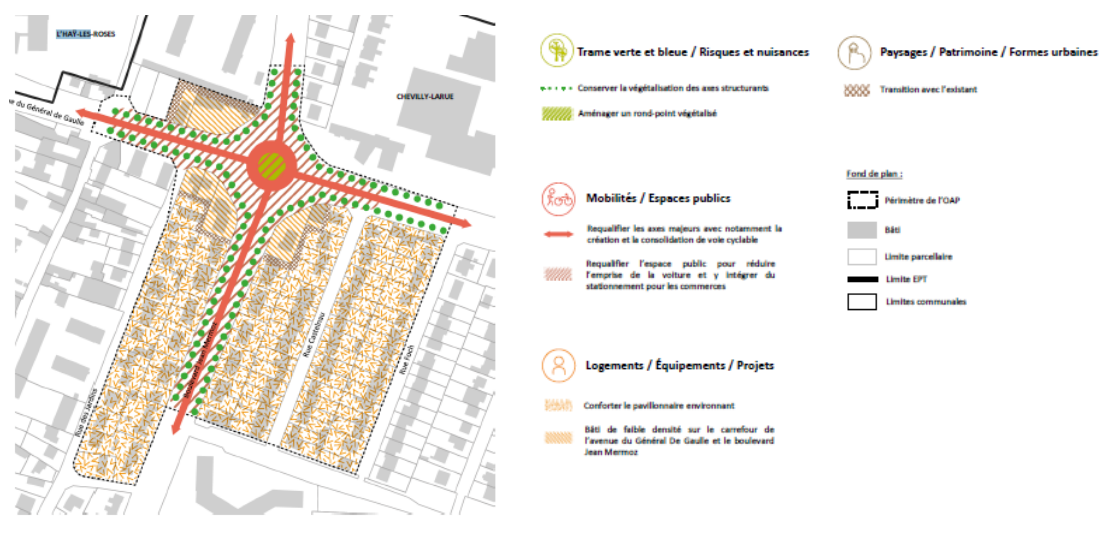 L'HAŸ-LES-ROSES
CHEVILLY-LARUE
ue du Général de Gaulle
Boulevard Jean Mermoz
Rue Castelnau
Rue Foch
Rue des Jardins
Trame verte et bleue / Risques et nuisances
Conserver la végétalisation des axes structurants
Aménager un rond-point végétalisé
Paysages / Patrimoine / Formes urbaines
Transition avec l'existant
Mobilités / Espaces publics
Requalifier les axes majeurs avec notamment la
création et la consolidation de voie cyclable
Requalifier l'espace public pour réduire
l'emprise de la voiture et y intégrer du
stationnement pour les commerces
Fond de plan :
Périmètre de l'OAP
Bâti
Limite parcellaire
Limite EPT
Limites communales
Logements / Équipements / Projets
Conforter le pavillonnaire environnant
Bâti de faible densité sur le carrefour de
l'avenue du Général De Gaulle et le boulevard
Jean Mermoz